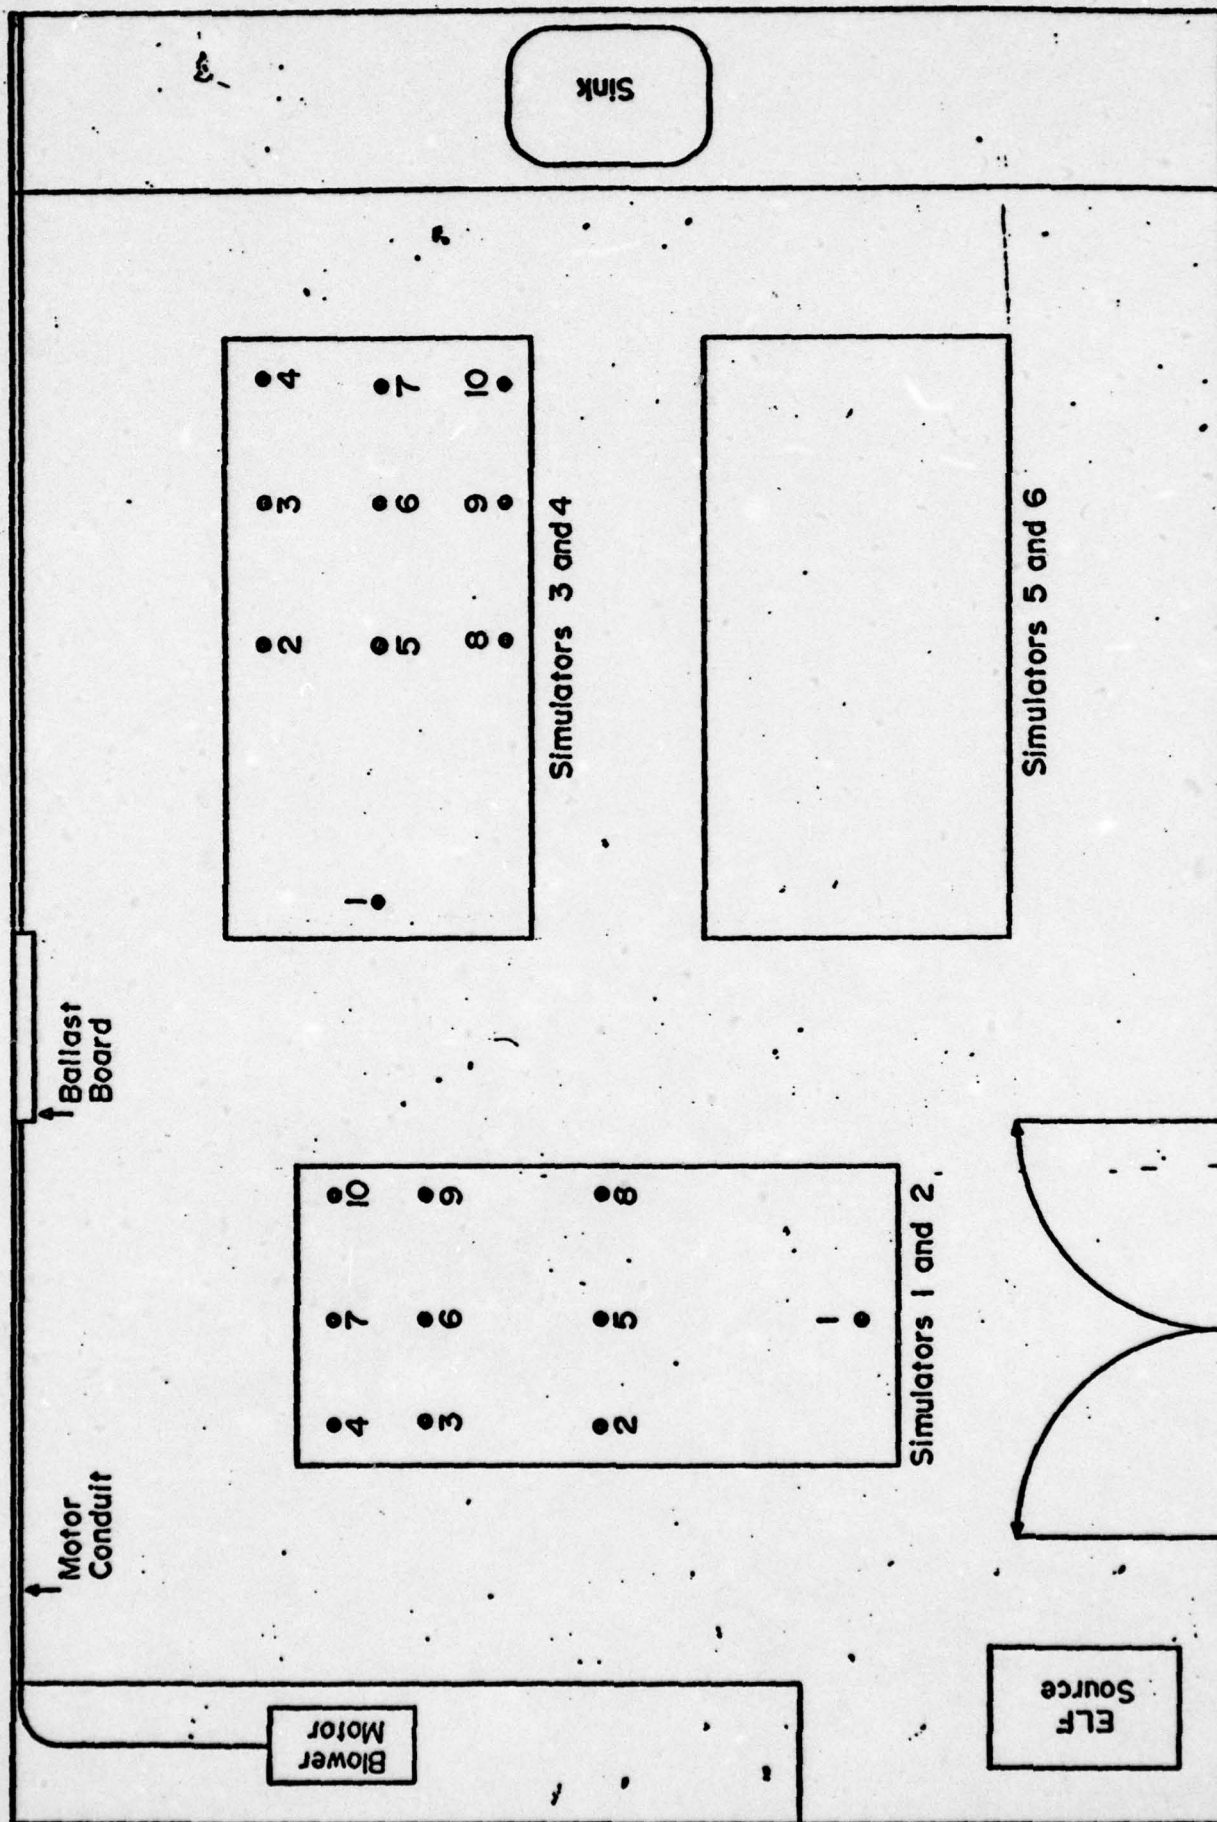 Motor
Conduit
Ballast
Board
Blower
Motor
4 7 10
3 6 9
2 5 8
1
Simulators 1 and 2
2 3 4
1 5 6 7
8 9 10
Simulators 3 and 4
Sink
Simulators 5 and 6
ELF
Source